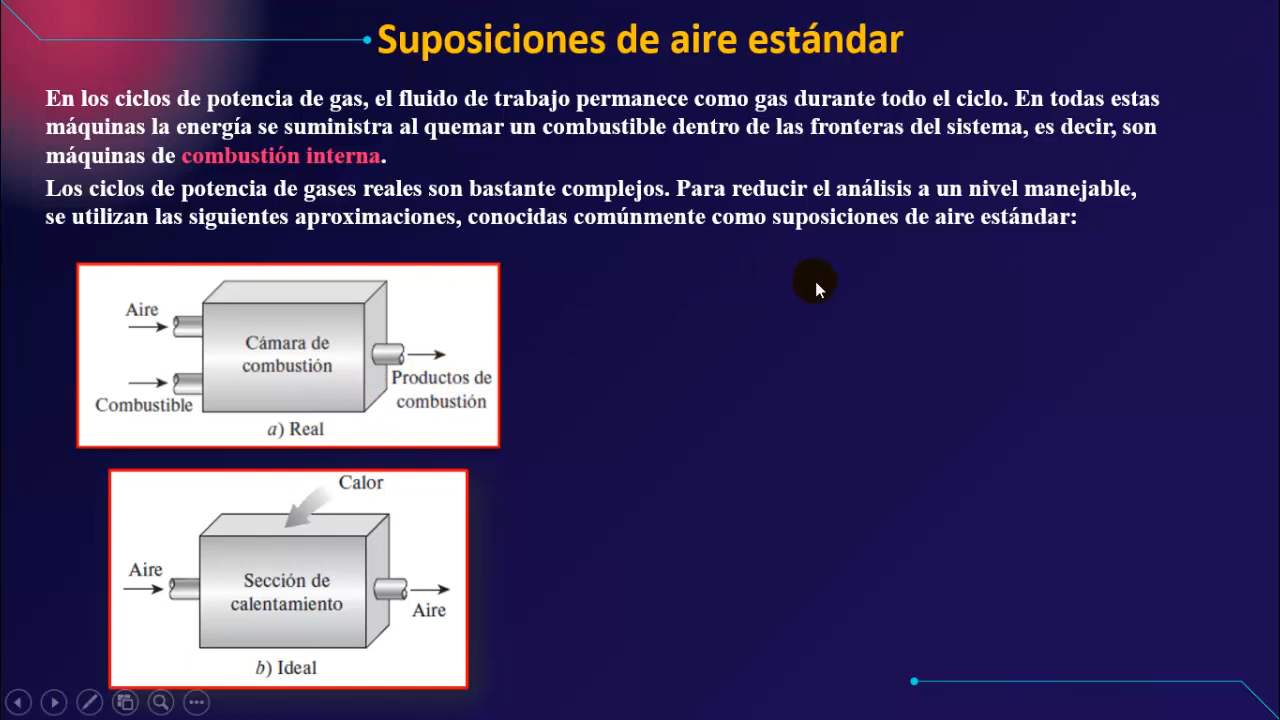 Suposiciones de aire estándar
En los ciclos de potencia de gas, el fluido de trabajo permanece como gas durante todo el ciclo. En todas estas
máquinas la energía se suministra al quemar un combustible dentro de las fronteras del sistema, es decir, son
máquinas de combustión interna.
Los ciclos de potencia de gases reales son bastante complejos. Para reducir el análisis a un nivel manejable,
se utilizan las siguientes aproximaciones, conocidas comúnmente como suposiciones de aire estándar:
Aire
Cámara de
combustión
Combustible
Productos de
combustión
a) Real
Calor
Aire
Sección de
calentamiento
Aire
b) Ideal